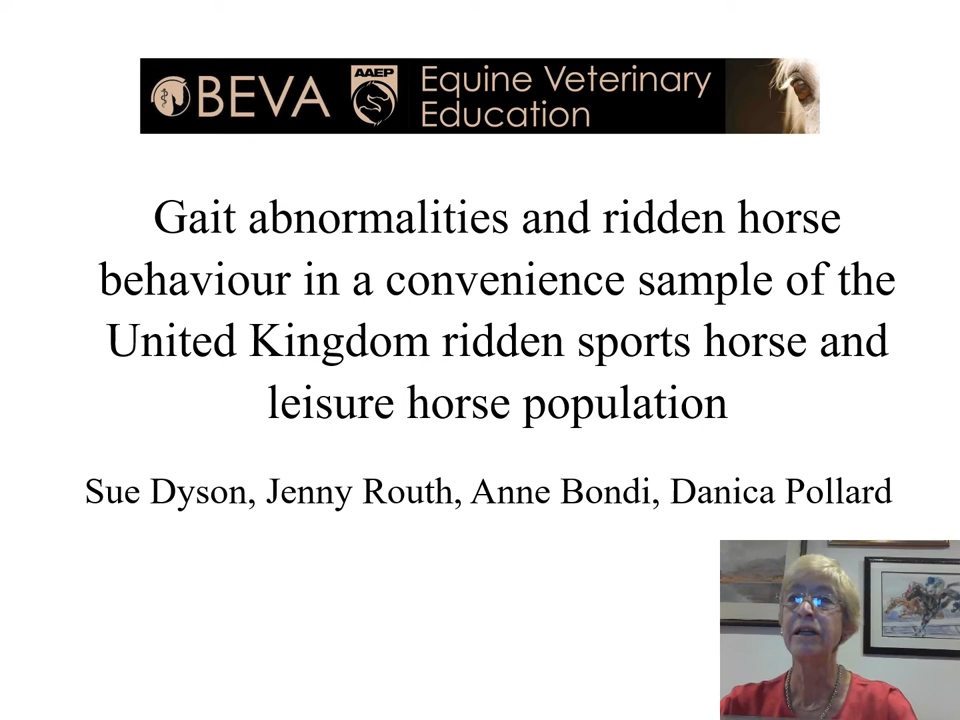 BEVA AAEP Equine Veterinary
Education
Gait abnormalities and ridden horse
behaviour in a convenience sample of the
United Kingdom ridden sports horse and
leisure horse population
Sue Dyson, Jenny Routh, Anne Bondi, Danica Pollard